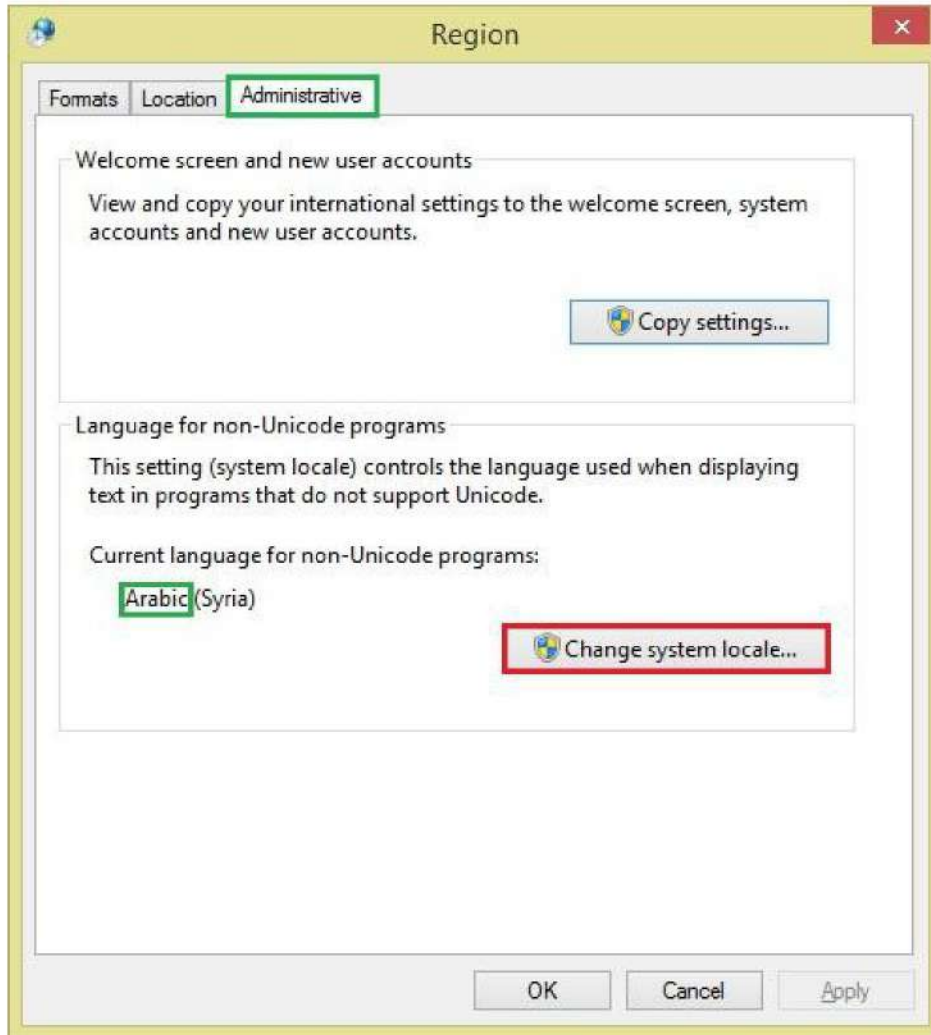 Region
Formats
Location
Administrative
Welcome screen and new user accounts
View and copy your international settings to the welcome screen, system
accounts and new user accounts.
Copy settings...
Language for non-Unicode programs
This setting (system locale) controls the language used when displaying
text in programs that do not support Unicode.
Current language for non-Unicode programs:
Arabic (Syria)
Change system locale...
OK
Cancel
Apply